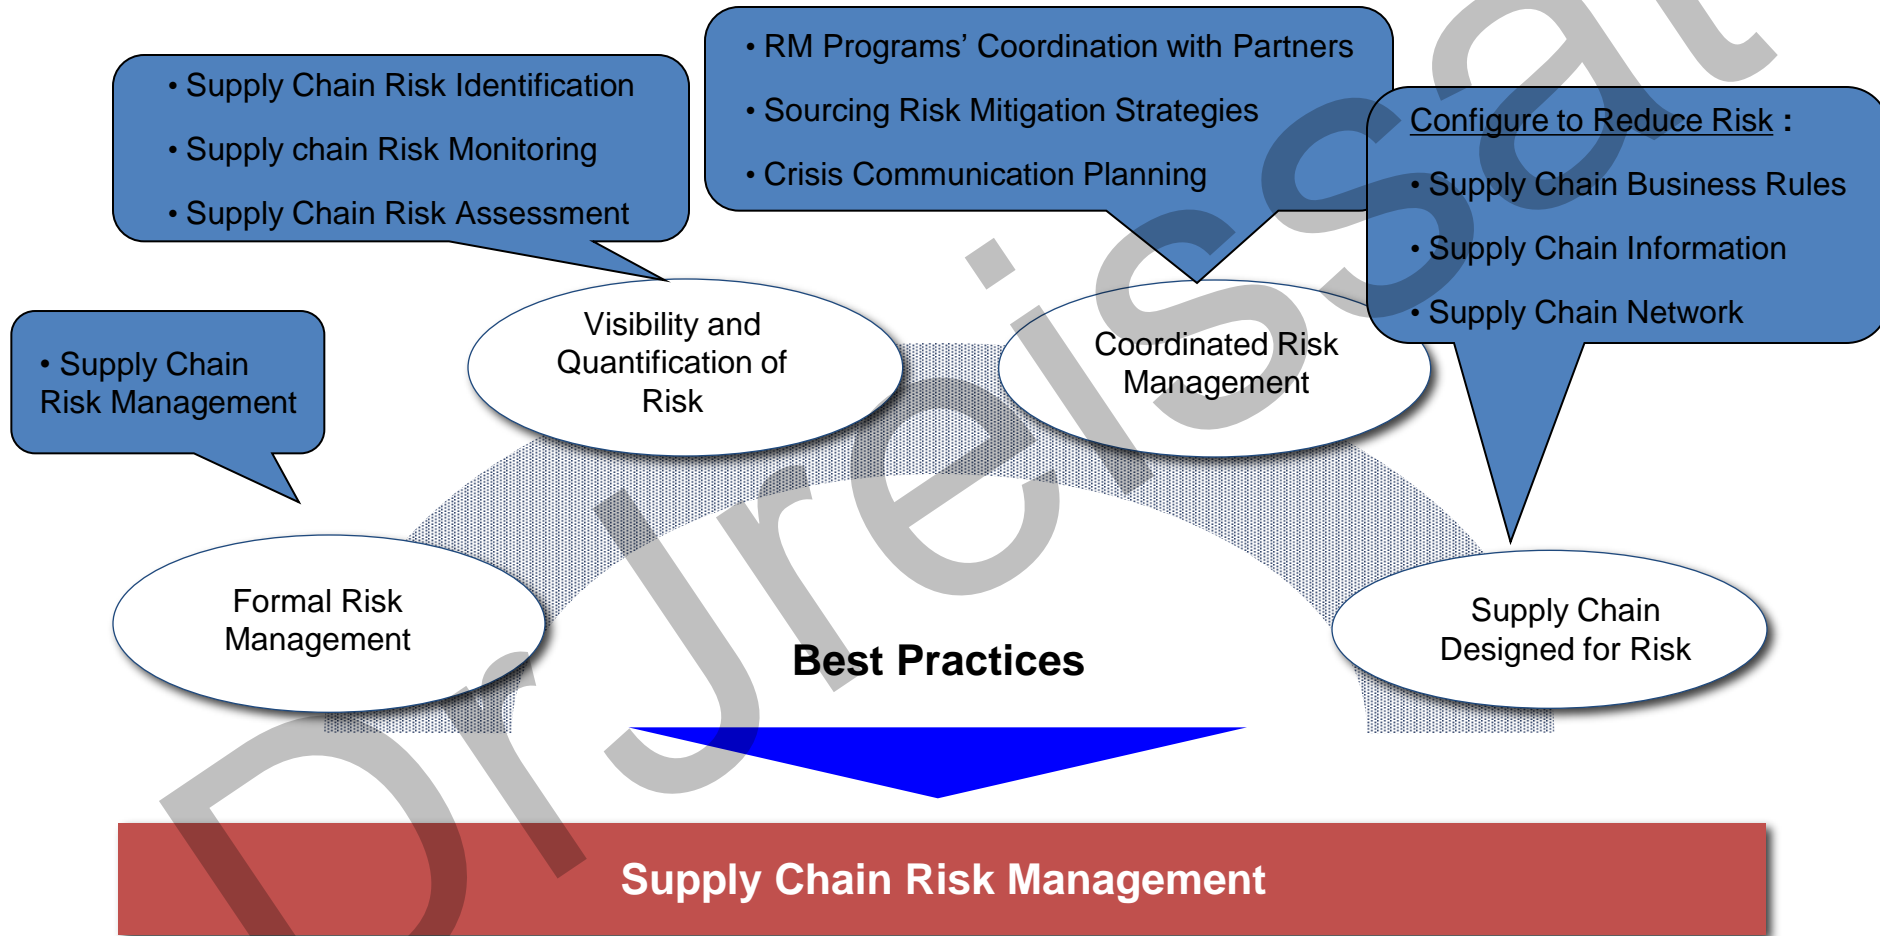 • Supply Chain Risk Identification
• Supply chain Risk Monitoring
• Supply Chain Risk Assessment
• RM Programs’ Coordination with Partners
• Sourcing Risk Mitigation Strategies
• Crisis Communication Planning
Configure to Reduce Risk :
• Supply Chain Business Rules
• Supply Chain Information
• Supply Chain Network
• Supply Chain
Risk Management
Visibility and
Quantification of
Risk
Coordinated Risk
Management
Formal Risk
Management
Supply Chain
Designed for Risk
Best Practices
Supply Chain Risk Management